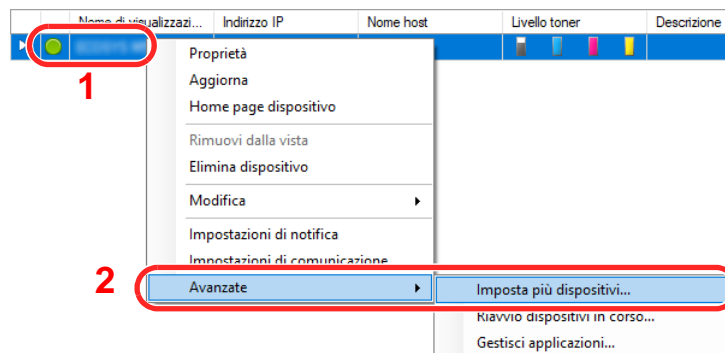 Nome di visualizzazi... Indirizzo IP Nome host Livello toner Descrizione
1
Proprietà
Aggiorna
Home page dispositivo
Rimuovi dalla vista
Elimina dispositivo
Modifica
Impostazioni di notifica
Impostazioni di comunicazione
2
Avanzate
Imposta più dispositivi...
Riavvio dispositivi in corso...
Gestisci applicazioni...